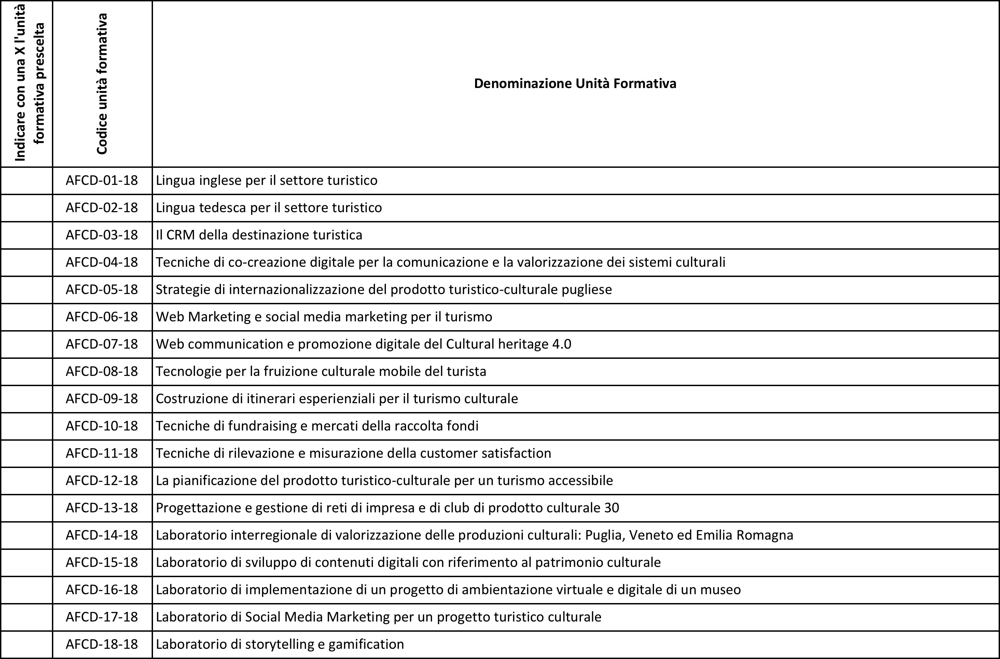 Indicare con una X l'unità
formativa prescelta
Codice unità formativa
Denominazione Unità Formativa
AFCD-01-18 Lingua inglese per il settore turistico
AFCD-02-18 Lingua tedesca per il settore turistico
AFCD-03-18 Il CRM della destinazione turistica
AFCD-04-18 Tecniche di co-creazione digitale per la comunicazione e la valorizzazione dei sistemi culturali
AFCD-05-18 Strategie di internazionalizzazione del prodotto turistico-culturale pugliese
AFCD-06-18 Web Marketing e social media marketing per il turismo
AFCD-07-18 Web communication e promozione digitale del Cultural heritage 4.0
AFCD-08-18 Tecnologie per la fruizione culturale mobile del turista
AFCD-09-18 Costruzione di itinerari esperienziali per il turismo culturale
AFCD-10-18 Tecniche di fundraising e mercati della raccolta fondi
AFCD-11-18 Tecniche di rilevazione e misurazione della customer satisfaction
AFCD-12-18 La pianificazione del prodotto turistico-culturale per un turismo accessibile
AFCD-13-18 Progettazione e gestione di reti di impresa e di club di prodotto culturale 30
AFCD-14-18 Laboratorio interregionale di valorizzazione delle produzioni culturali: Puglia, Veneto ed Emilia Romagna
AFCD-15-18 Laboratorio di sviluppo di contenuti digitali con riferimento al patrimonio culturale
AFCD-16-18 Laboratorio di implementazione di un progetto di ambientazione virtuale e digitale di un museo
AFCD-17-18 Laboratorio di Social Media Marketing per un progetto turistico culturale
AFCD-18-18 Laboratorio di storytelling e gamification